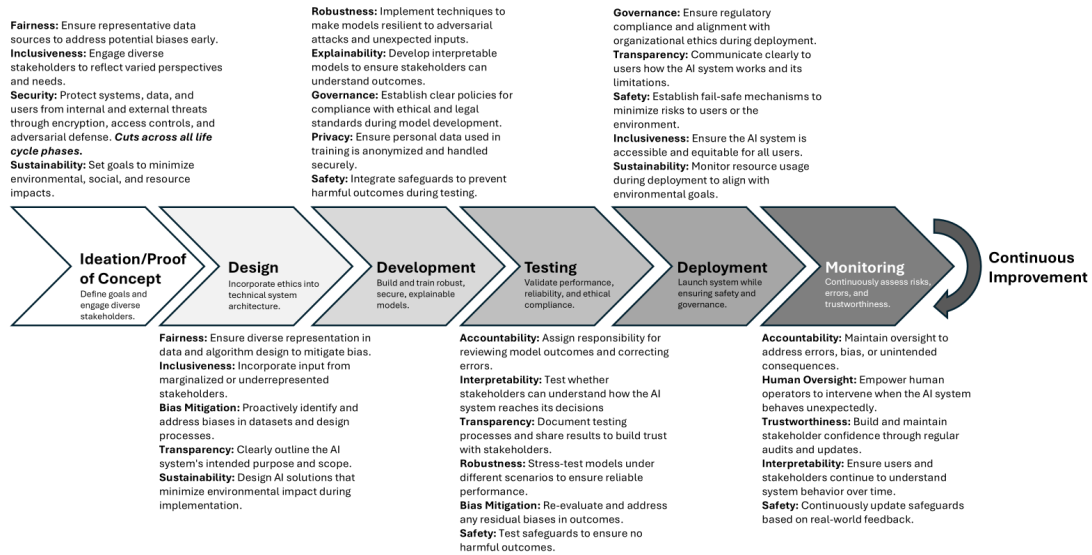 Fairness: Ensure representative data
sources to address potential biases early.
Inclusiveness: Engage diverse
stakeholders to reflect varied perspectives
and needs.
Security: Protect systems, data, and
users from internal and external threats
through encryption, access controls, and
adversarial defense. Cuts across all life
cycle phases.
Sustainability: Set goals to minimize
environmental, social, and resource
impacts.
Robustness: Implement techniques to
make models resilient to adversarial
attacks and unexpected inputs.
Explainability: Develop interpretable
models to ensure stakeholders can
understand outcomes.
Governance: Establish clear policies for
compliance with ethical and legal
standards during model development.
Privacy: Ensure personal data used in
training is anonymized and handled
securely.
Safety: Integrate safeguards to prevent
harmful outcomes during testing.
Governance: Ensure regulatory
compliance and alignment with
organizational ethics during deployment.
Transparency: Communicate clearly to
users how the AI system works and its
limitations.
Safety: Establish fail-safe mechanisms to
minimize risks to users or the
environment.
Inclusiveness: Ensure the AI system is
accessible and equitable for all users.
Sustainability: Monitor resource usage
during deployment to align with
environmental goals.
Ideation/Proof
of Concept
Define goals and
engage diverse
stakeholders.
Design
Incorporate ethics into
technical system
architecture.
Development
Build and train robust,
secure, explainable
models.
Testing
Validate performance,
reliability, and ethical
compliance.
Deployment
Launch system while
ensuring safety and
governance.
Monitoring
Continuously assess risks,
errors, and
trustworthiness.
Continuous
Improvement
Fairness: Ensure diverse representation in
data and algorithm design to mitigate bias.
Inclusiveness: Incorporate input from
marginalized or underrepresented
stakeholders.
Bias Mitigation: Proactively identify and
address biases in datasets and design
processes.
Transparency: Clearly outline the AI
system's intended purpose and scope.
Sustainability: Design AI solutions that
minimize environmental impact during
implementation.
Accountability: Assign responsibility for
reviewing model outcomes and correcting
errors.
Interpretability: Test whether
stakeholders can understand how the AI
system reaches its decisions
Transparency: Document testing
processes and share results to build trust
with stakeholders.
Robustness: Stress-test models under
different scenarios to ensure reliable
performance.
Bias Mitigation: Re-evaluate and address
any residual biases in outcomes.
Safety: Test safeguards to ensure no
harmful outcomes.
Accountability: Maintain oversight to
address errors, bias, or unintended
consequences.
Human Oversight: Empower human
operators to intervene when the AI system
behaves unexpectedly.
Trustworthiness: Build and maintain
stakeholder confidence through regular
audits and updates.
Interpretability: Ensure users and
stakeholders continue to understand
system behavior over time.
Safety: Continuously update safeguards
based on real-world feedback.